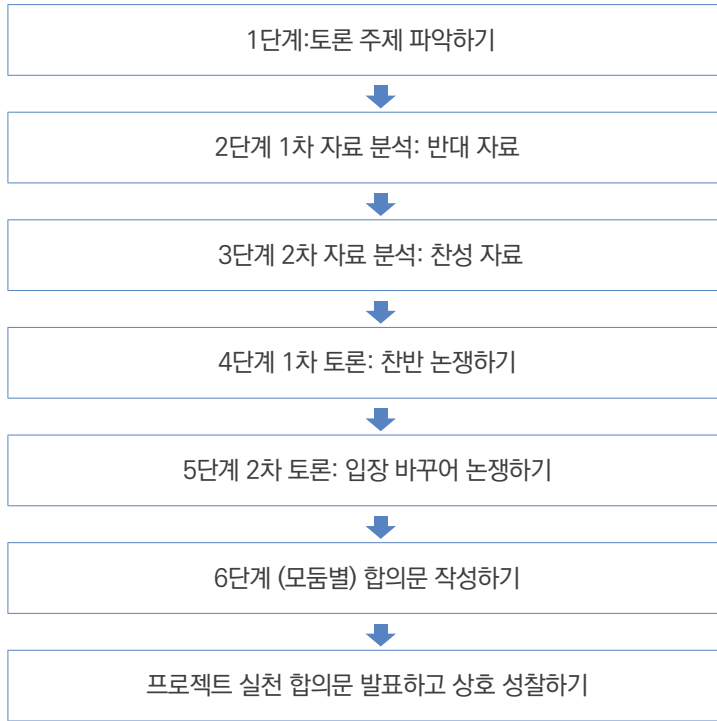 1단계:토론 주제 파악하기
2단계 1차 자료 분석: 반대 자료
3단계 2차 자료 분석: 찬성 자료
4단계 1차 토론: 찬반 논쟁하기
5단계 2차 토론: 입장 바꾸어 논쟁하기
6단계 (모둠별) 합의문 작성하기
프로젝트 실천 합의문 발표하고 상호 성찰하기